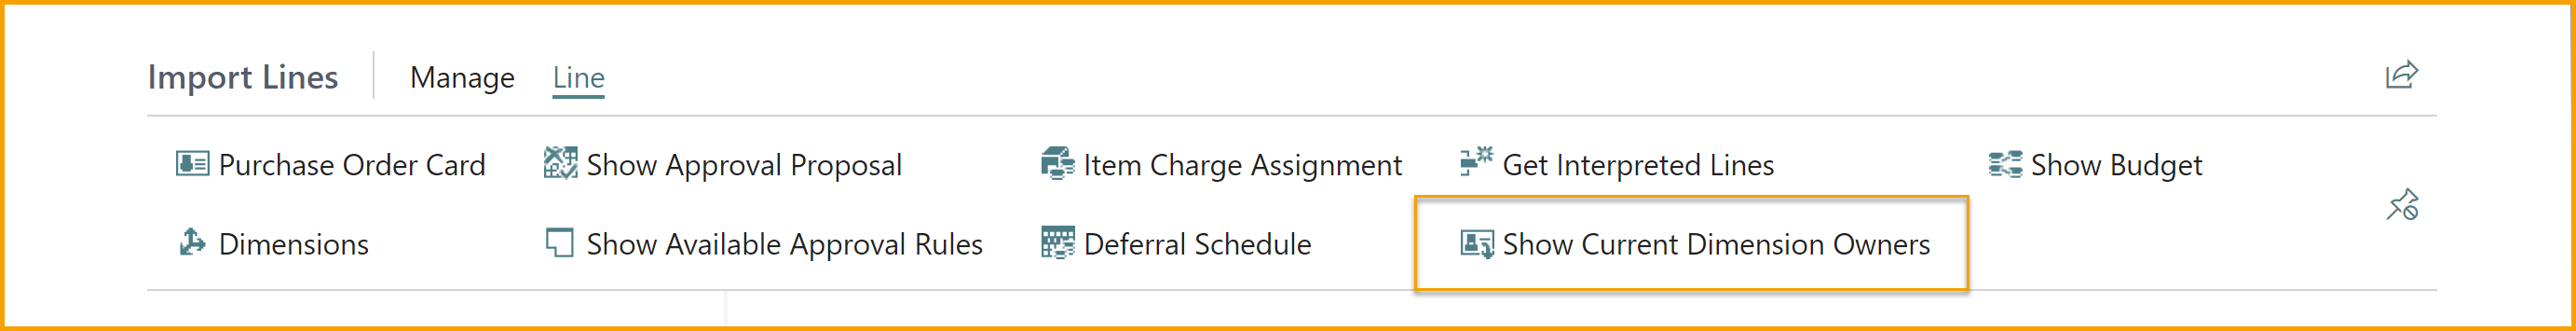 Import Lines Manage Line
Purchase Order Card Show Approval Proposal Item Charge Assignment Get Interpreted Lines Show Budget
Dimensions Show Available Approval Rules Deferral Schedule Show Current Dimension Owners